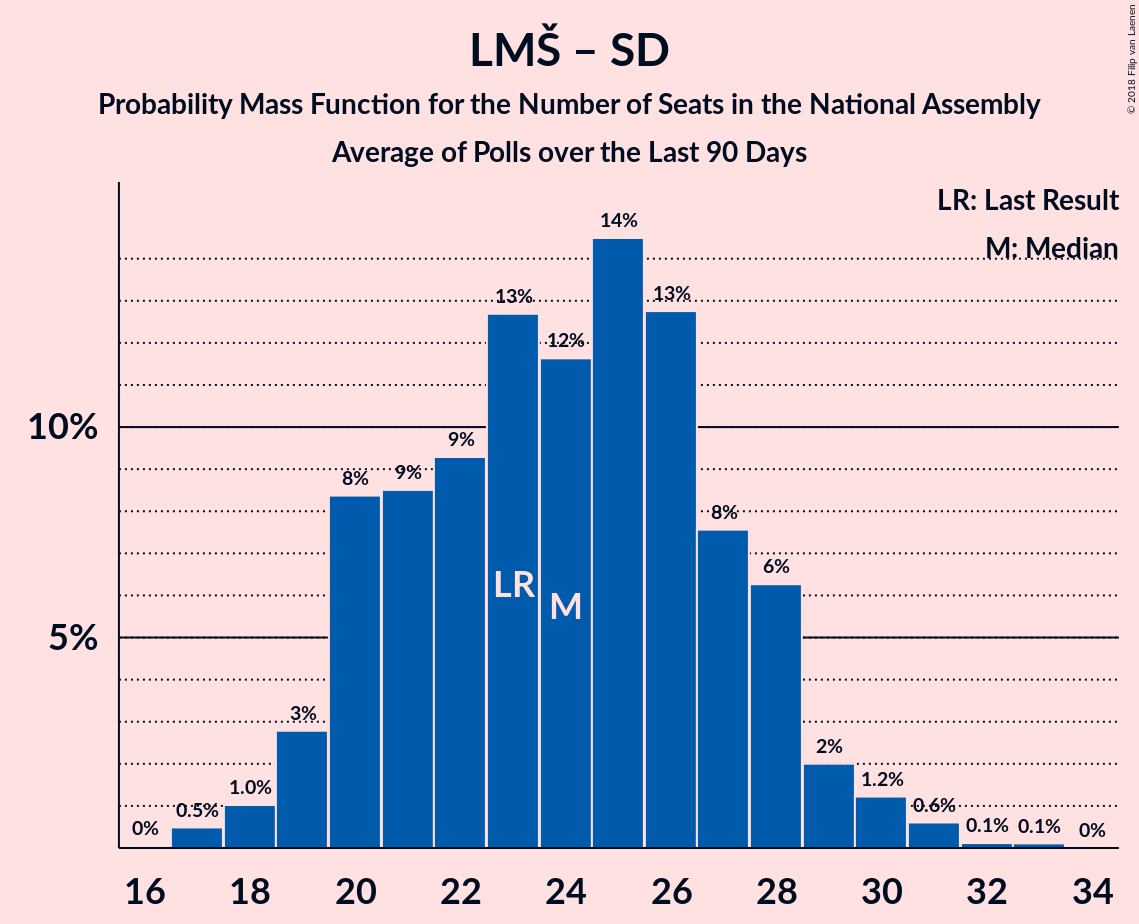 LMŠ – SD
Probability Mass Function for the Number of Seats in the National Assembly
Average of Polls over the Last 90 Days
© 2018 Filip van Laenen
LR: Last Result
M: Median
14%
13%
13%
12%
10%
9%
9%
8%
8%
6%
LR
M
5%
3%
2%
1.2%
1.0%
0.6%
0.5%
0.1%
0.1%
0%
0%
16 18 20 22 24 26 28 30 32 34